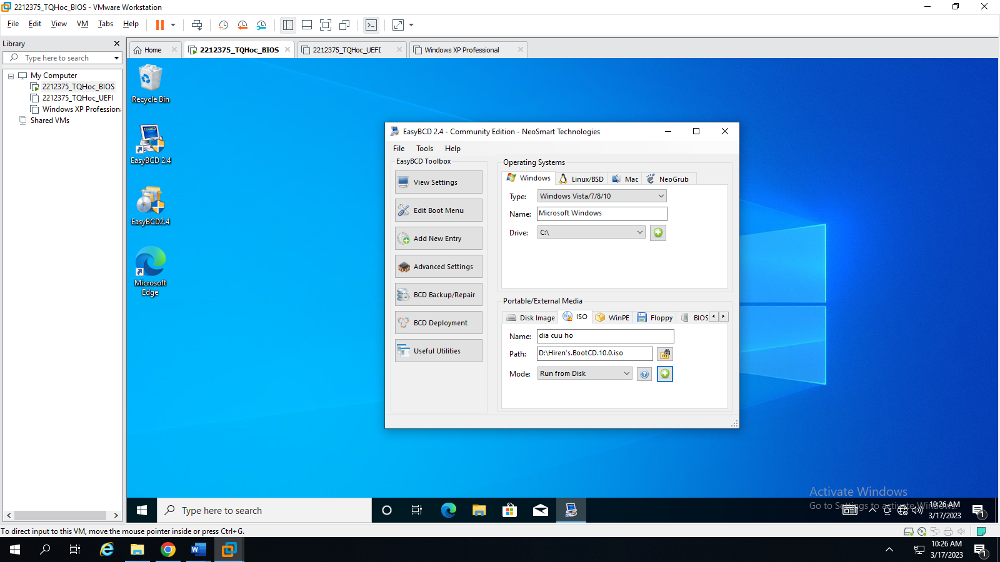 2212375_TQHoc_BIOS - VMware Workstation
File Edit View VM Tabs Help
Library
Type here to search
My Computer
2212375_TQHoc_BIOS
2212375_TQHoc_UEFI
Windows XP Professiona
Shared VMs
Home
2212375_TQHoc_BIOS
2212375_TQHoc_UEFI
Windows XP Professional
Recycle Bin
EasyBCD 2.4
EasyBCD2.4
Microsoft
Edge
EasyBCD 2.4 - Community Edition - NeoSmart Technologies
File Tools Help
EasyBCD Toolbox
View Settings
Edit Boot Menu
Add New Entry
Advanced Settings
BCD Backup/Repair
BCD Deployment
Useful Utilities
Operating Systems
Windows Linux/BSD Mac NeoGrub
Type: Windows Vista/7/8/10
Name: Microsoft Windows
Drive: C:\
Portable/External Media
Disk Image ISO WinPE Floppy BIOS
Name: dia cuu ho
Path: D:\Hiren's.BootCD.10.0.iso
Mode: Run from Disk
Activate Windows
Go to Settings to activate Windows.
Type here to search
10:26 AM
3/17/2023
1
To direct input to this VM, move the mouse pointer inside or press Ctrl+G.
10:26 AM
3/17/2023
1